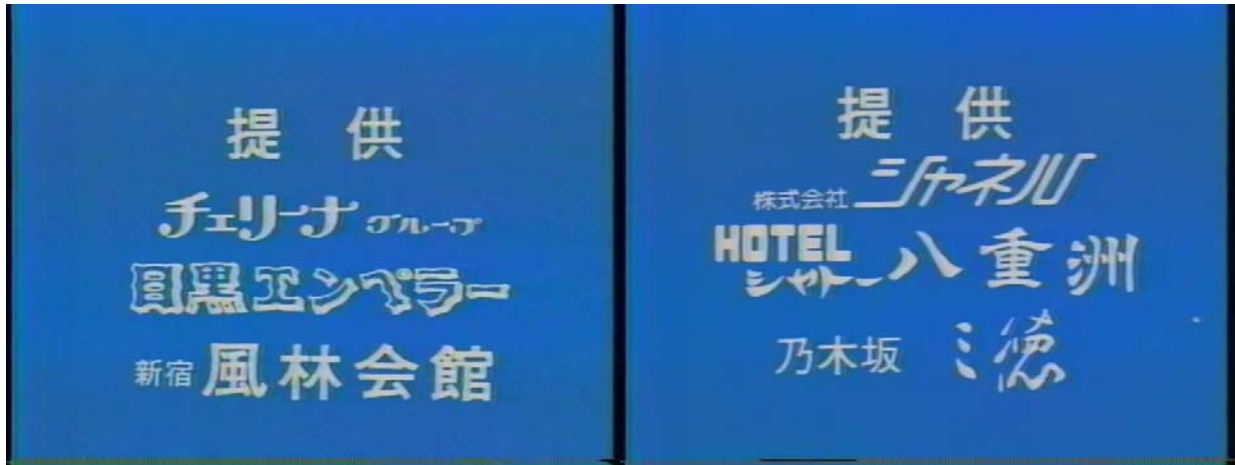 提 供
チェリーナグループ
目黒エンペラー
新宿 風林会館
提 供
株式会社シャネル
HOTEL シャトー 八重洲
乃木坂